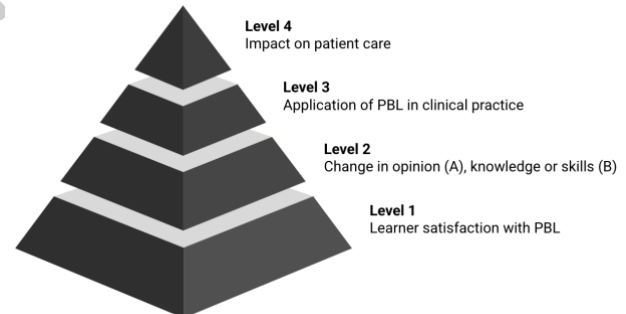 Level 4
Impact on patient care
Level 3
Application of PBL in clinical practice
Level 2
Change in opinion (A), knowledge or skills (B)
Level 1
Learner satisfaction with PBL